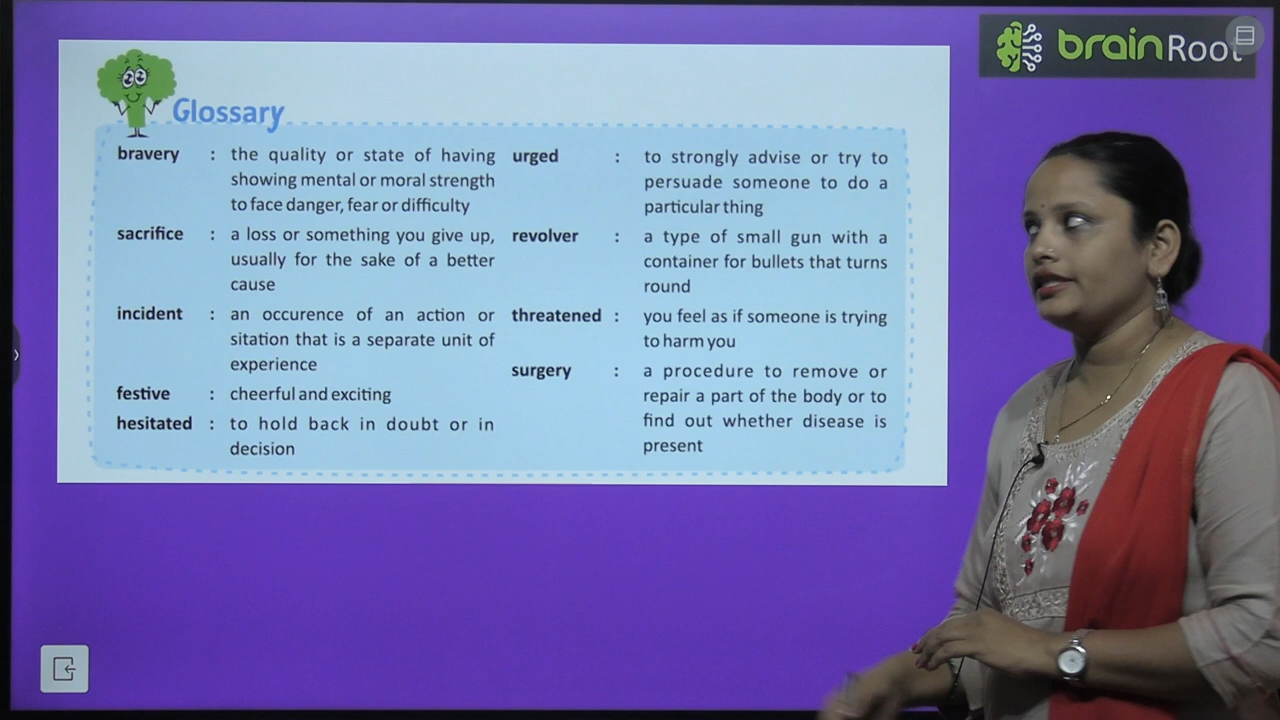 brainRoot
Glossary
bravery : the quality or state of having
showing mental or moral strength
to face danger, fear or difficulty
sacrifice : a loss or something you give up,
usually for the sake of a better
cause
incident : an occurence of an action or
sitation that is a separate unit of
experience
festive : cheerful and exciting
hesitated : to hold back in doubt or in
decision
urged : to strongly advise or try to
persuade someone to do a
particular thing
revolver : a type of small gun with a
container for bullets that turns
round
threatened : you feel as if someone is trying
to harm you
surgery : a procedure to remove or
repair a part of the body or to
find out whether disease is
present